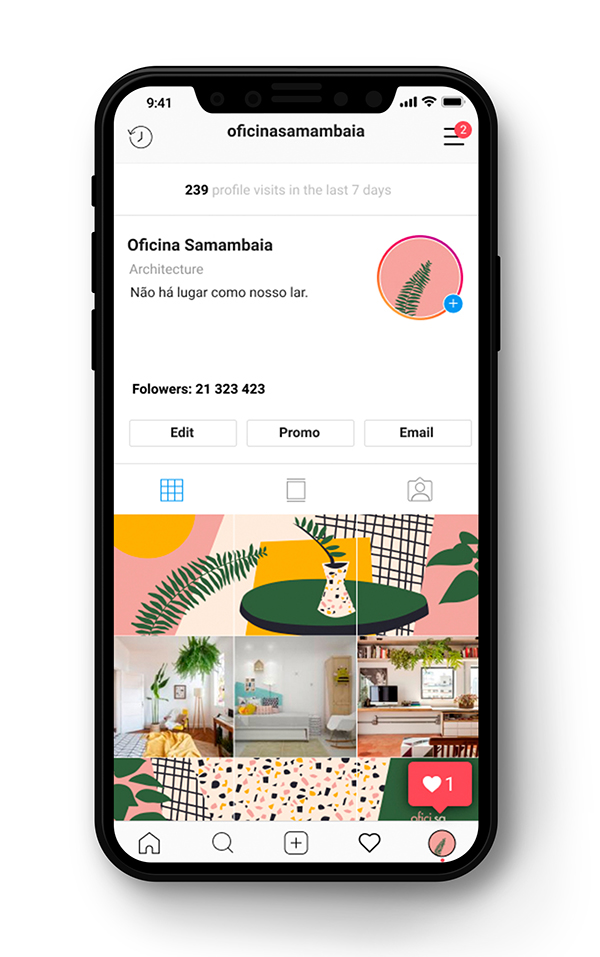 9:41
oficinasamambaia
2
239 profile visits in the last 7 days
Oficina Samambaia
Architecture
Não há lugar como nosso lar.
Folowers: 21 323 423
Edit Promo Email
1
ofici sa